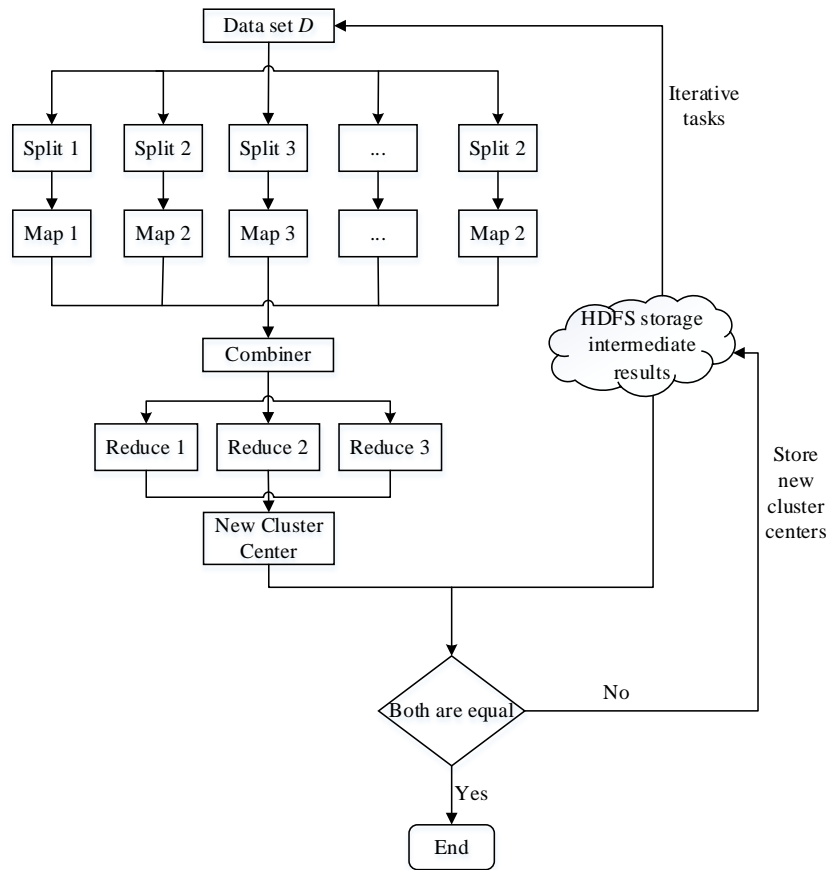 Data set D
Iterative
tasks
Split 1
Split 2
Split 3
...
Split 2
Map 1
Map 2
Map 3
...
Map 2
HDFS storage
intermediate
results
Combiner
Reduce 1
Reduce 2
Reduce 3
Store
new
cluster
centers
New Cluster
Center
Both are equal
No
Yes
End